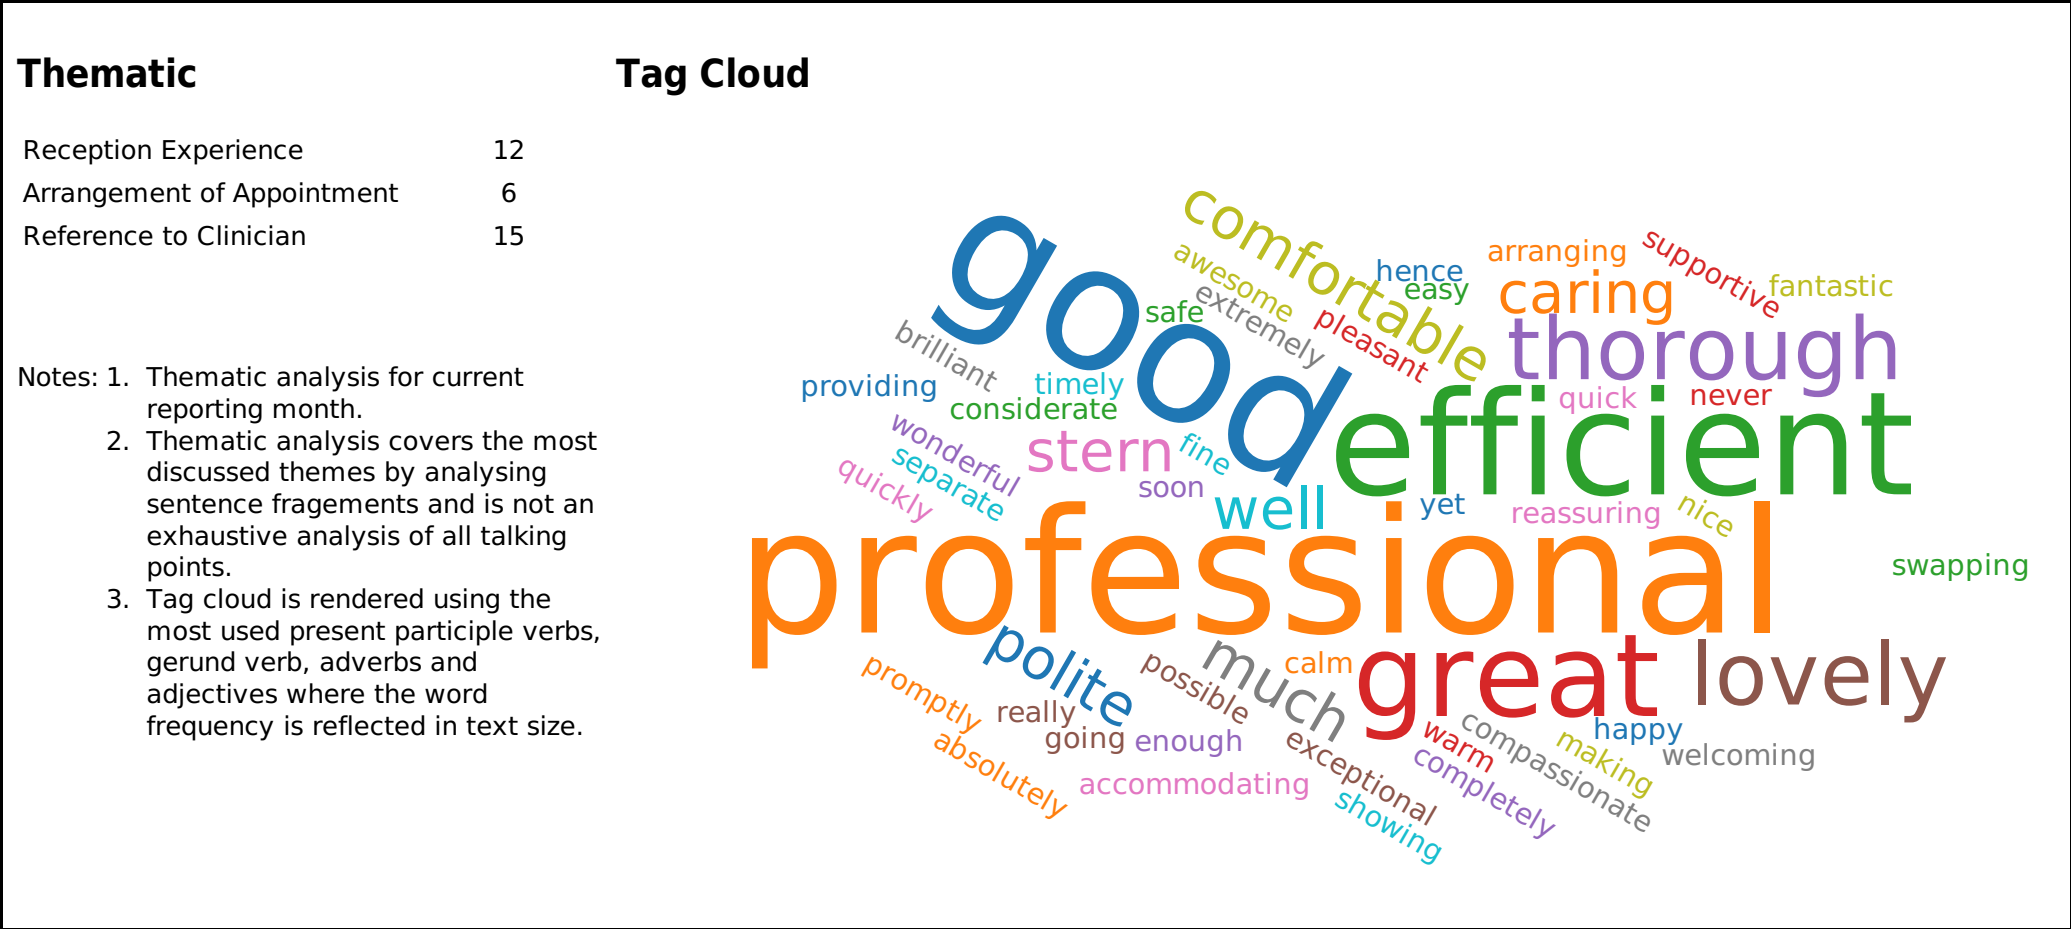 Thematic
Tag Cloud
Reception Experience 12
Arrangement of Appointment 6
Reference to Clinician 15
Notes: 1. Thematic analysis for current
reporting month.
2. Thematic analysis covers the most
discussed themes by analysing
sentence fragements and is not an
exhaustive analysis of all talking
points.
3. Tag cloud is rendered using the
most used present participle verbs,
gerund verb, adverbs and
adjectives where the word
frequency is reflected in text size.
good
comfortable
awesome
extremely
safe
pleasant
hence
easy
arranging
supportive
caring
fantastic
thorough
brilliant
providing
timely
considerate
quick
never
efficient
wonderful
separate
quickly
stern
fine
soon
well
yet
reassuring
nice
professional
swapping
polite
promptly
really
going
enough
absolutely
accommodating
possible
much
calm
great
lovely
exceptional
showing
warm
compassionate
completely
happy
making
welcoming